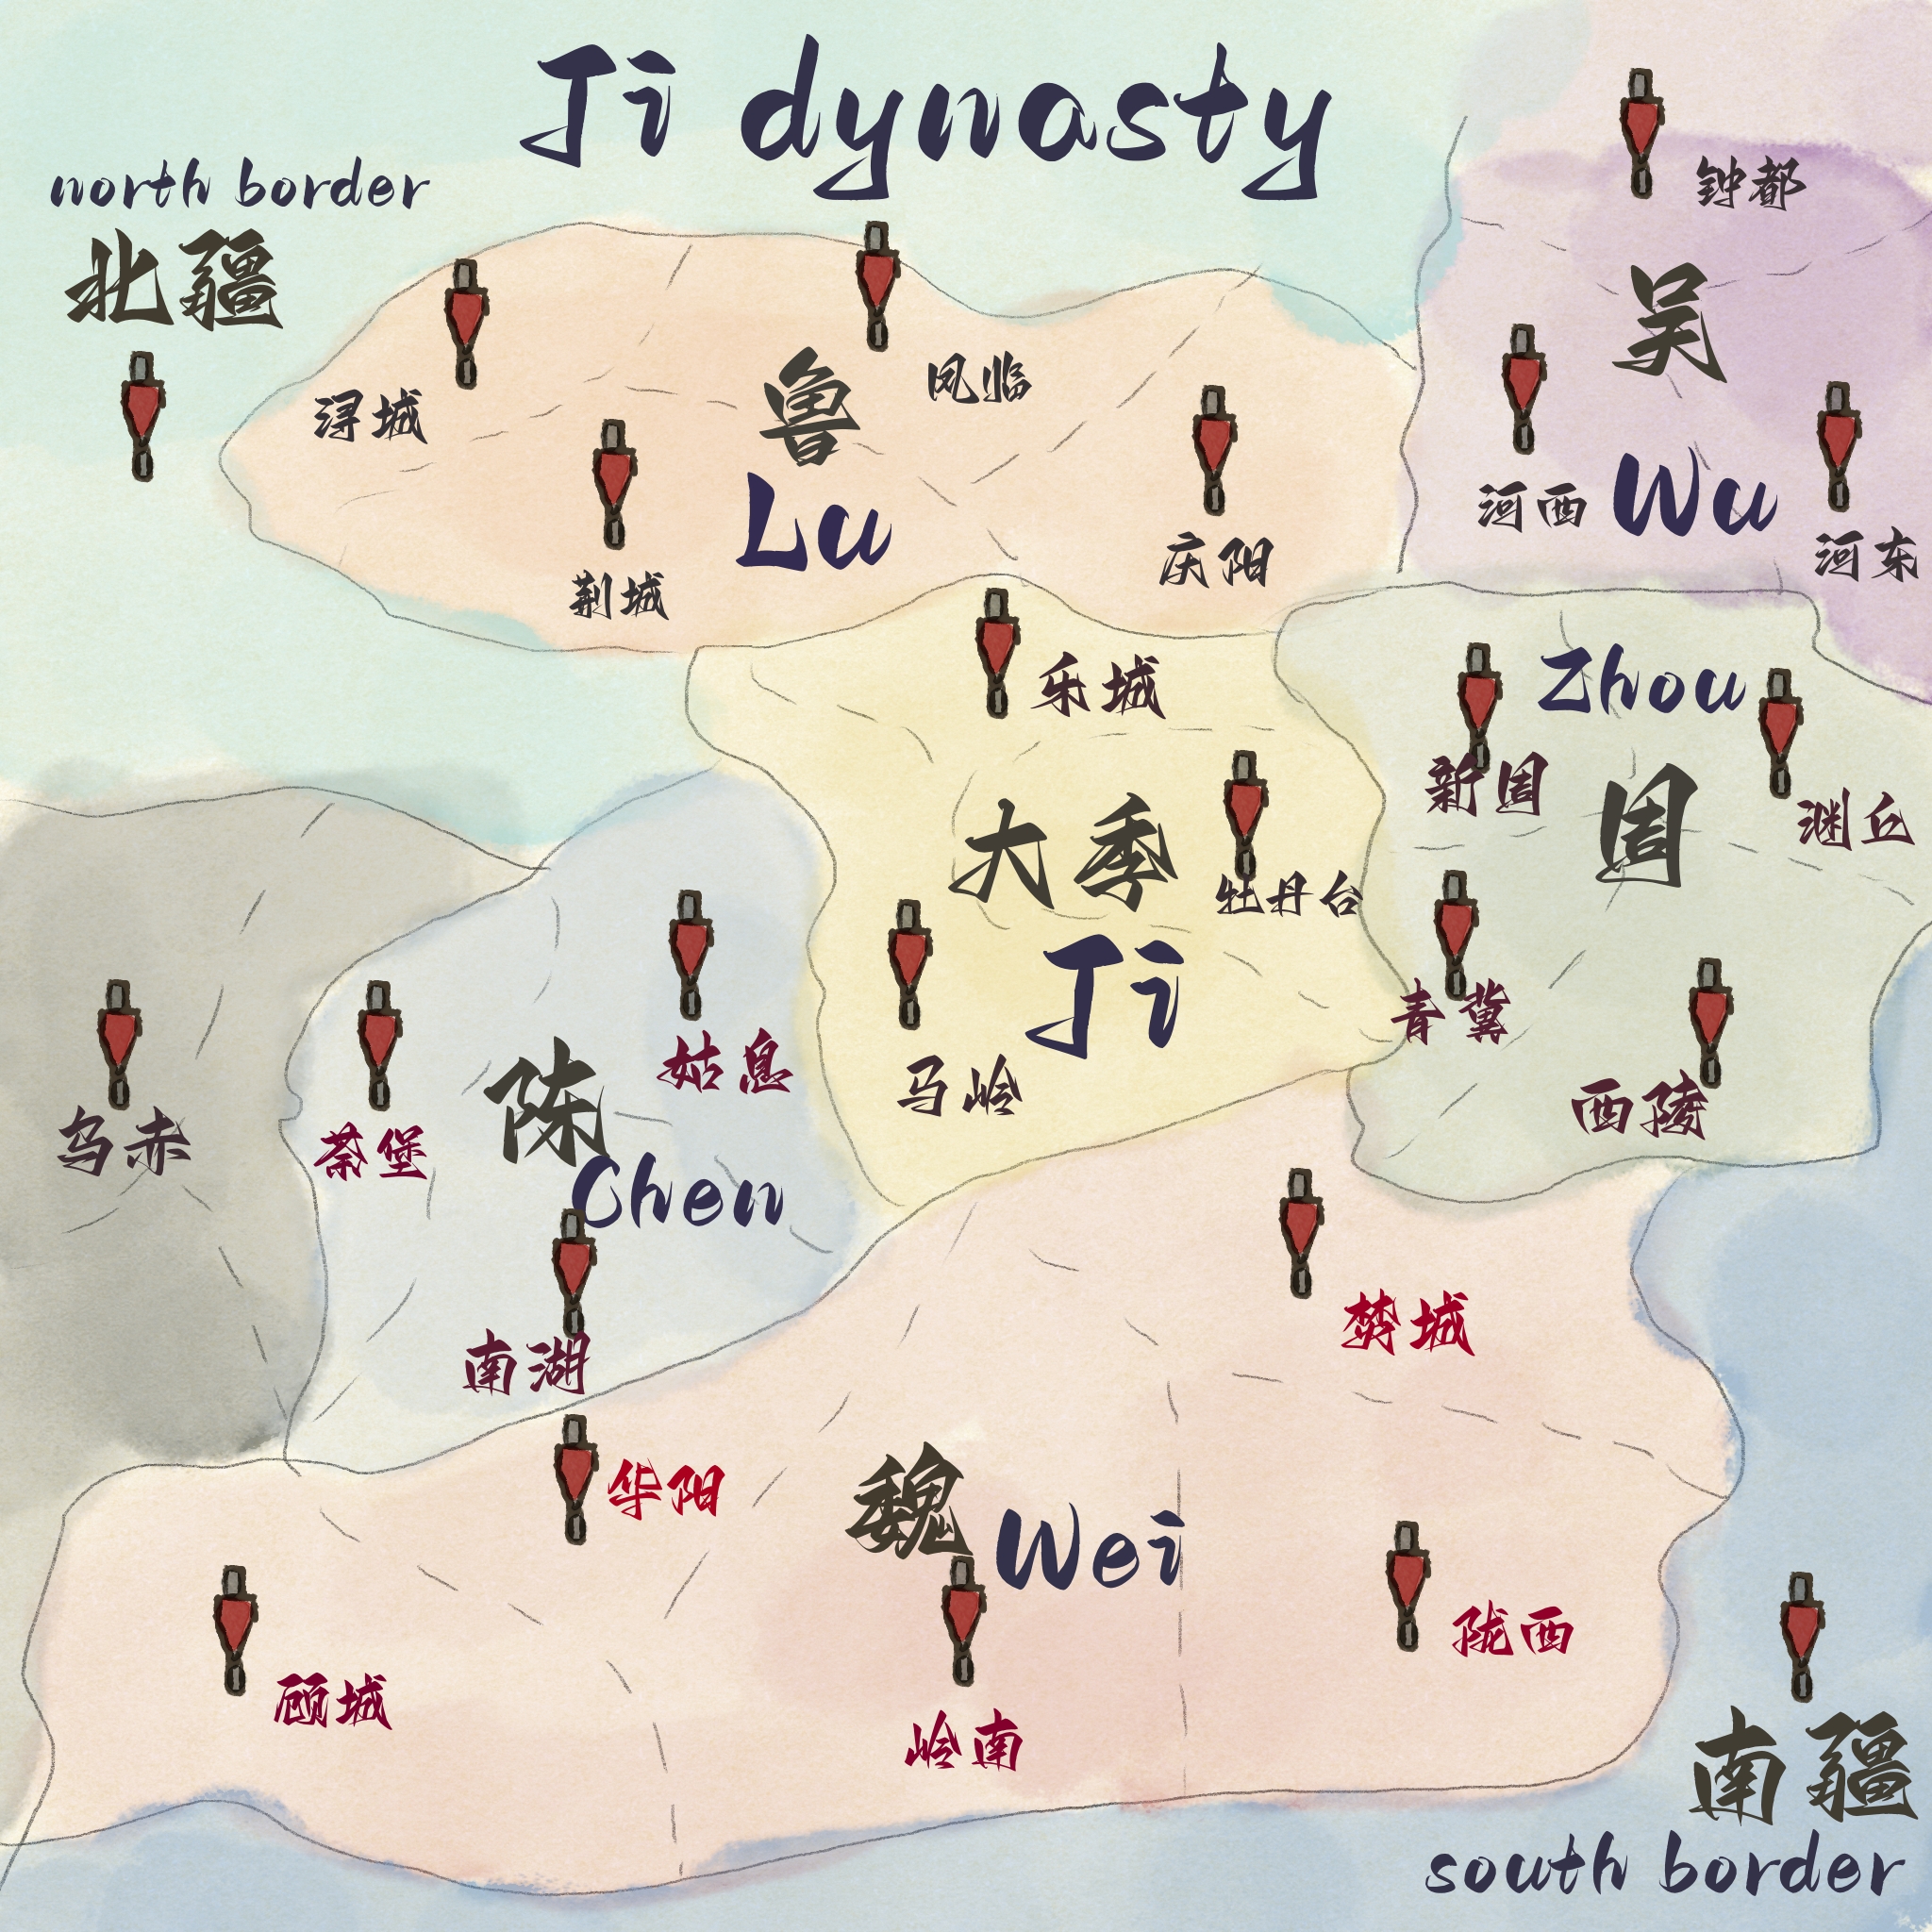 Ji dynasty
north border
北疆
钟都
吴
Wu
河西
河东
浔城
鲁
Lu
凤临
荆城
庆阳
乐城
大季
Ji
牡丹台
马岭
Zhou
周
新周
渊丘
青冀
西陵
乌赤
荼堡
陈
Chen
姑息
南湖
樊城
华阳
魏
Wei
顾城
岭南
陇西
南疆
south border